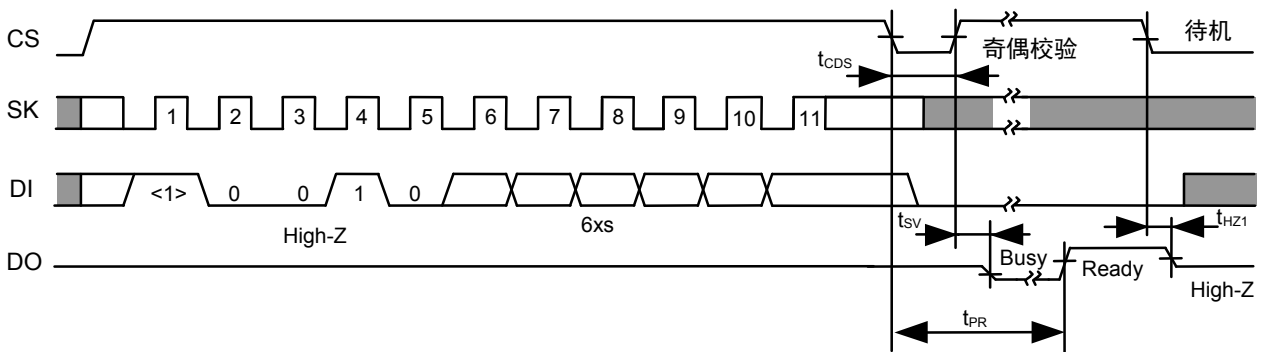 CS
奇偶校验
待机
tCDS
SK
1 2 3 4 5 6 7 8 9 10 11
DI
<1> 0 0 1 0
6xs
High-Z
tSV
tHZ1
DO
Busy
Ready
High-Z
tPR